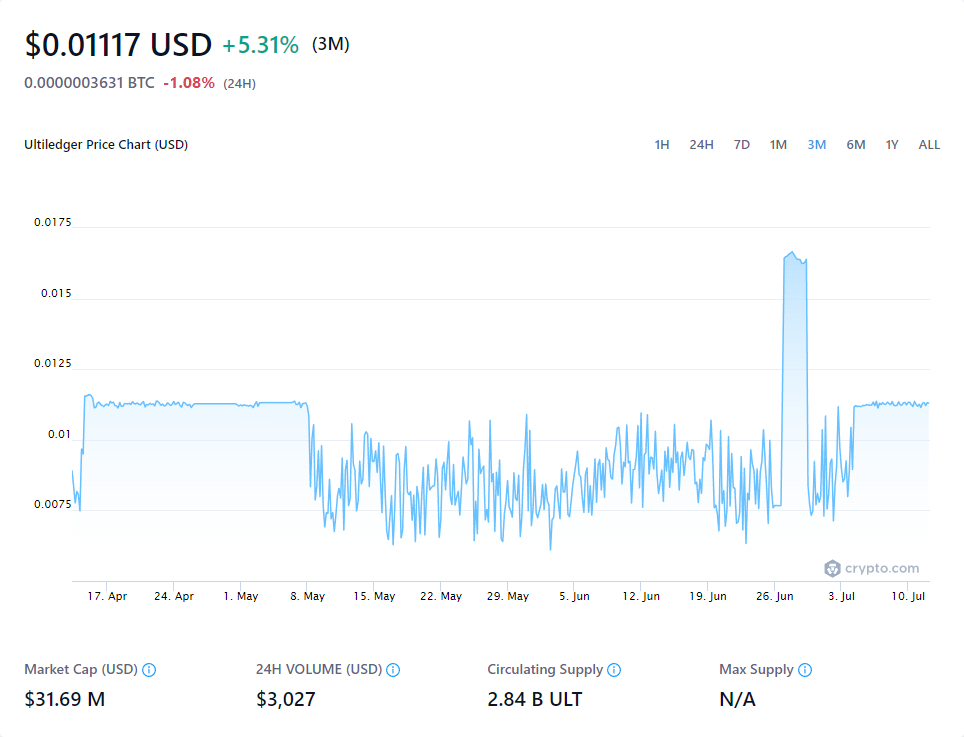 $0.01117 USD +5.31% (3M)
0.0000003631 BTC -1.08% (24H)
Ultiledger Price Chart (USD) 1H 24H 7D 1M 3M 6M 1Y ALL
0.0175
0.015
0.0125
0.01
0.0075
crypto.com
17. Apr 24. Apr 1. May 8. May 15. May 22. May 29. May 5. Jun 12. Jun 19. Jun 26. Jun 3. Jul 10. Jul
Market Cap (USD) 24H VOLUME (USD) Circulating Supply Max Supply
$31.69 M $3,027 2.84 B ULT N/A